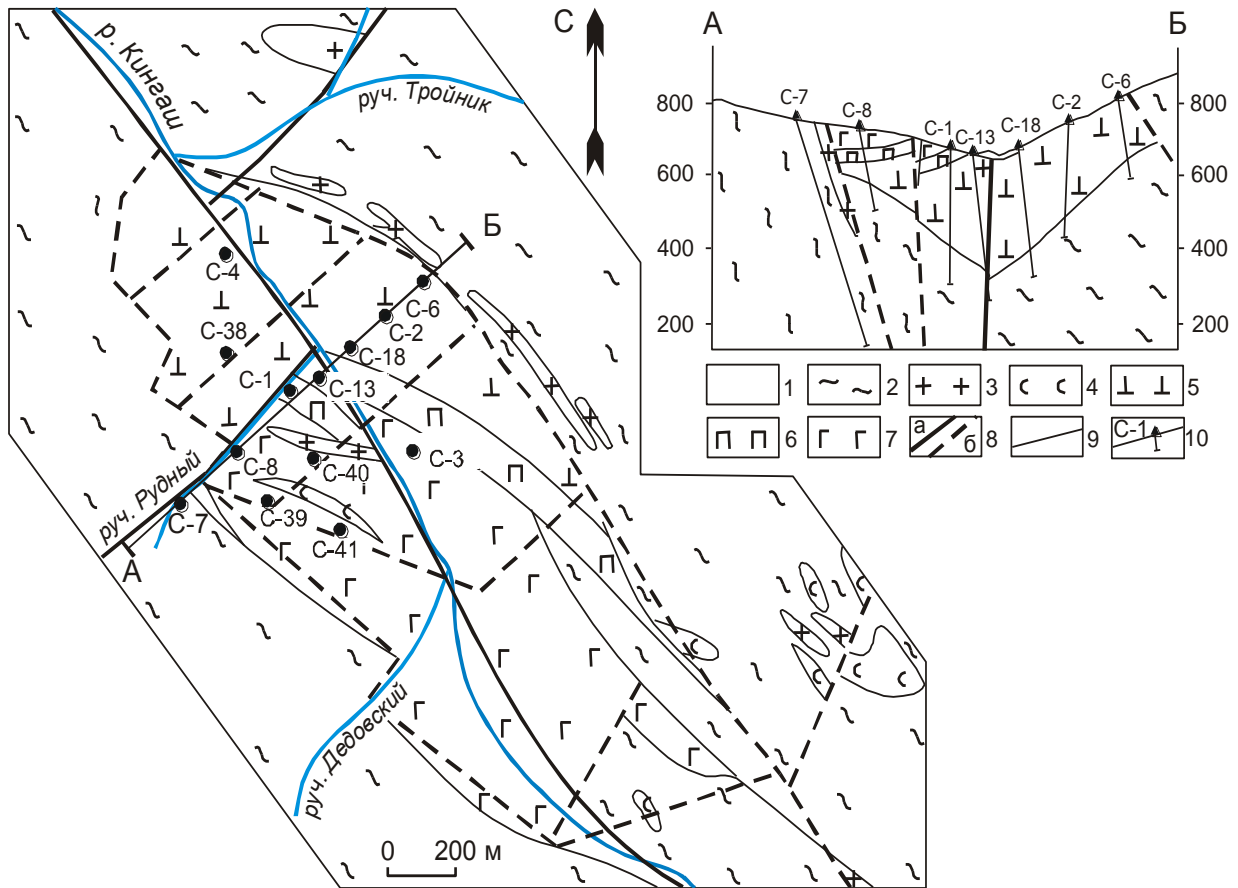 р. Кингаш
руч. Тройник
С
С-4
Б
С-6
С-38
С-2
С-18
С-1
С-13
С-8
С-40
С-3
руч. Рудный
С-7
С-39
С-41
А
руч. Дедовский
0 200 м
А Б
С-7
С-8
С-1
С-13
С-18
С-2
С-6
800 800
600 600
400 400
200 200
1 2 3 4 5
6 7 а б 8 9 С-1 10